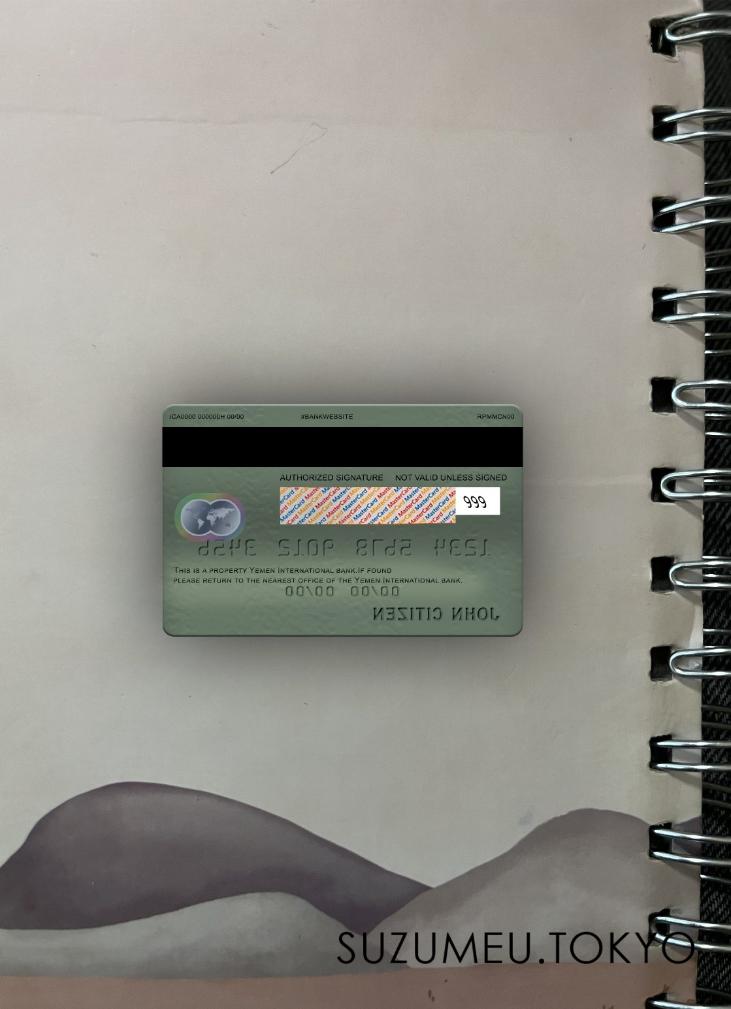 ICA0000 000000H 00/00 #BANKWEBSITE RPMMCN00
AUTHORIZED SIGNATURE NOT VALID UNLESS SIGNED
999
1234 5678 9012 3456
THIS IS A PROPERTY YEMEN INTERNATIONAL BANK.IF FOUND
PLEASE RETURN TO THE NEAREST OFFICE OF THE YEMEN INTERNATIONAL BANK.
00/00 00/00
JOHN CITIZEN
SUZUMEU.TOKYO